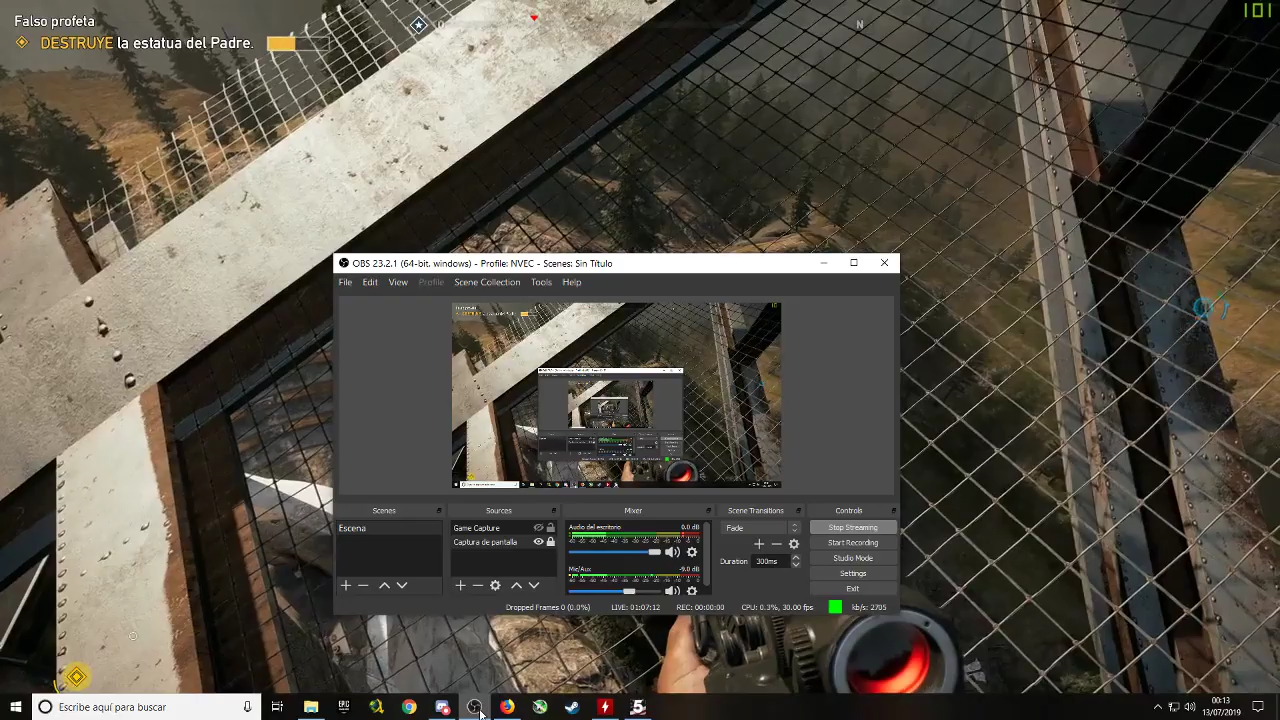 Falso profeta
DESTRUYE la estatua del Padre.
N
101
OBS 23.2.1 (64-bit, windows) - Profile: NVEC - Scenes: Sin Título
File Edit View Profile Scene Collection Tools Help
Scenes Sources Mixer Scene Transitions Controls
Escena
Game Capture
Captura de pantalla
Audio del escritorio 0.0 dB
Mic/Aux -9.0 dB
Fade
Duration 300ms
Stop Streaming
Start Recording
Studio Mode
Settings
Exit
Dropped Frames 0 (0.0%) LIVE: 01:07:12 REC: 00:00:00 CPU: 0.3%, 30.00 fps kb/s: 2705
Escribe aquí para buscar
EPIC
GAMES
5
00:13
13/07/2019